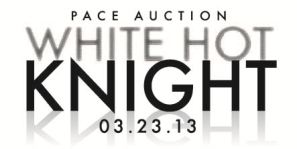 PACE AUCTION
WHITE HOT
KNIGHT
03.23.13